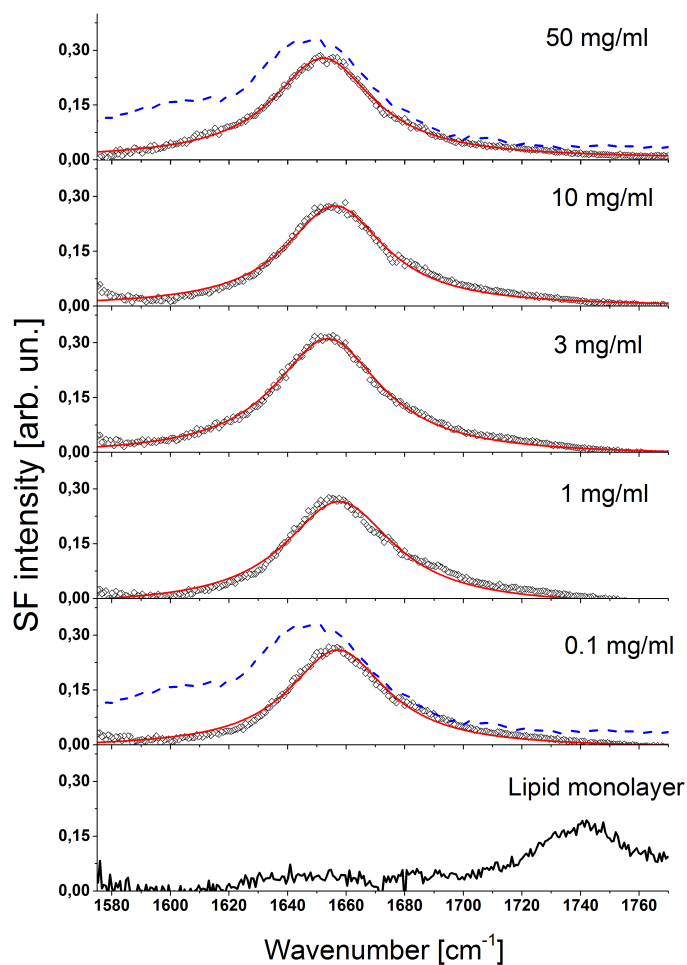 50 mg/ml
0,30
0,15
0,00
10 mg/ml
0,30
0,15
0,00
3 mg/ml
0,30
0,15
0,00
1 mg/ml
0,30
0,15
0,00
0.1 mg/ml
0,30
0,15
0,00
Lipid monolayer
0,30
0,15
0,00
1580 1600 1620 1640 1660 1680 1700 1720 1740 1760
Wavenumber [cm⁻¹]
SF intensity [arb. un.]